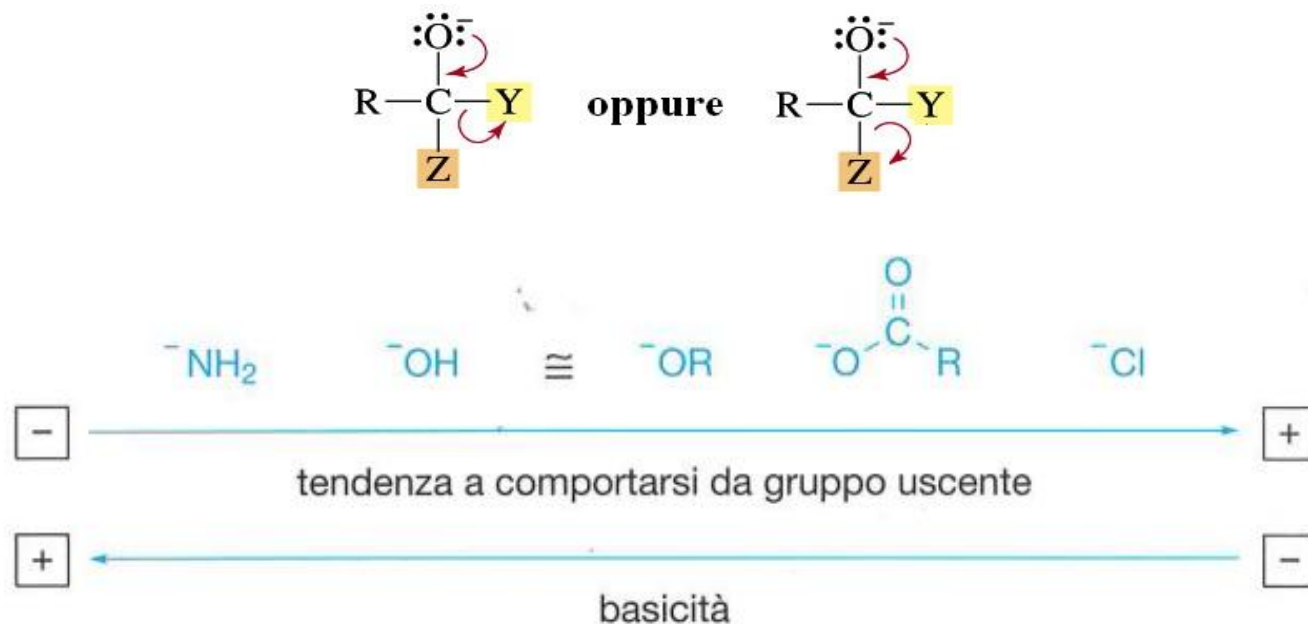 :Ö:⁻ :Ö:⁻
R—C—Y oppure R—C—Y
Z Z
O
C
⁻NH₂ ⁻OH ≅ ⁻OR ⁻O R ⁻Cl
− +
tendenza a comportarsi da gruppo uscente
+ −
basicità